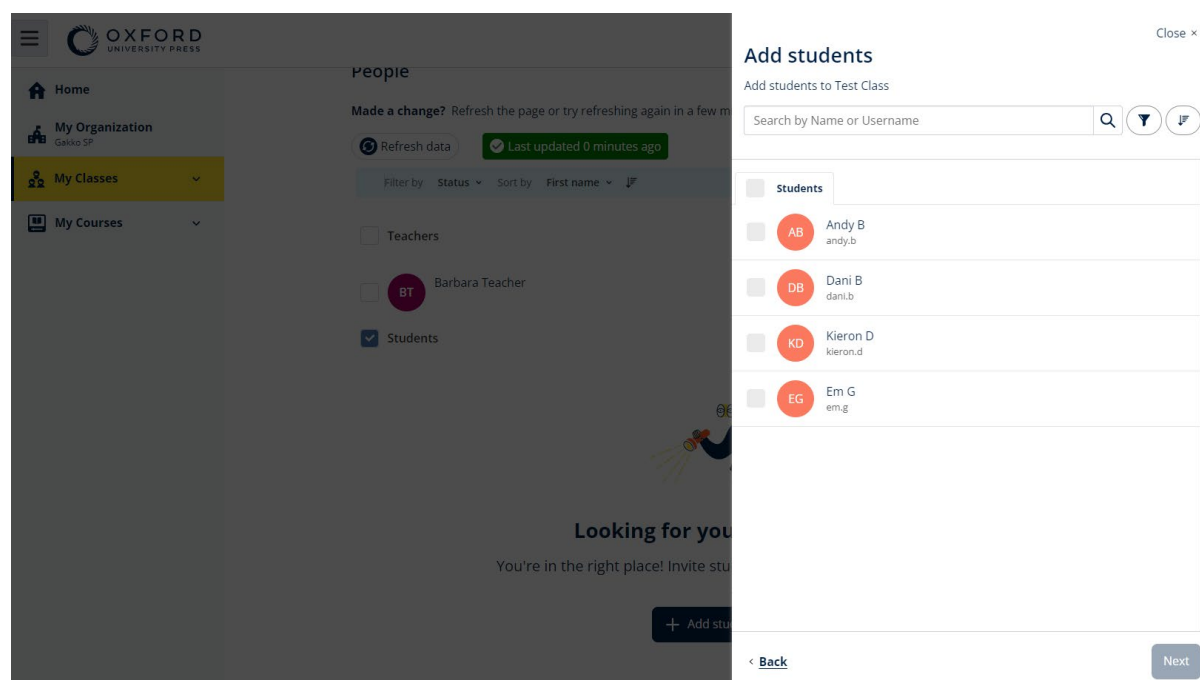 OXFORD
UNIVERSITY PRESS
Home
My Organization
Gakko SP
My Classes
My Courses
People
Made a change? Refresh the page or try refreshing again in a few
Refresh data
Last updated 0 minutes ago
Filter by Status Sort by First name
Teachers
BT Barbara Teacher
Students
Looking for
You're in the right place! Invite
+ Add
Close ×
Add students
Add students to Test Class
Search by Name or Username
Students
AB Andy B
andy.b
DB Dani B
dani.b
KD Kieron D
kieron.d
EG Em G
em.g
< Back
Next